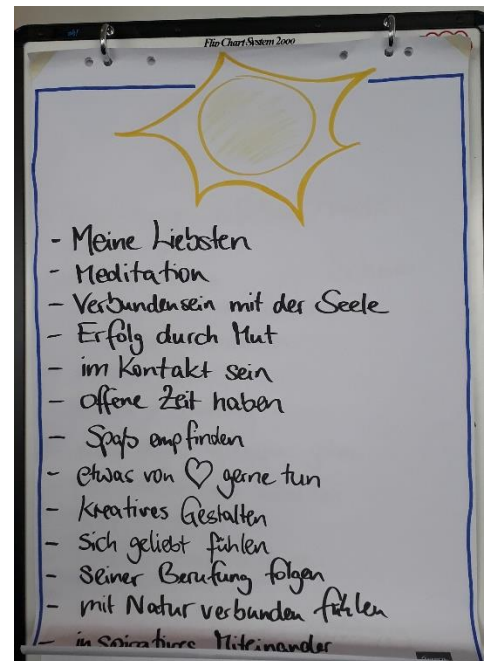 Flip Chart System 2000
- Meine Liebsten
- Meditation
- Verbundensein mit der Seele
- Erfolg durch Mut
- im Kontakt sein
- offene Zeit haben
- Spaß empfinden
- etwas von ♡ gerne tun
- kreatives Gestalten
- Sich geliebt fühlen
- seiner Berufung folgen
- mit Natur verbunden fühlen
- inspiratives Miteinander